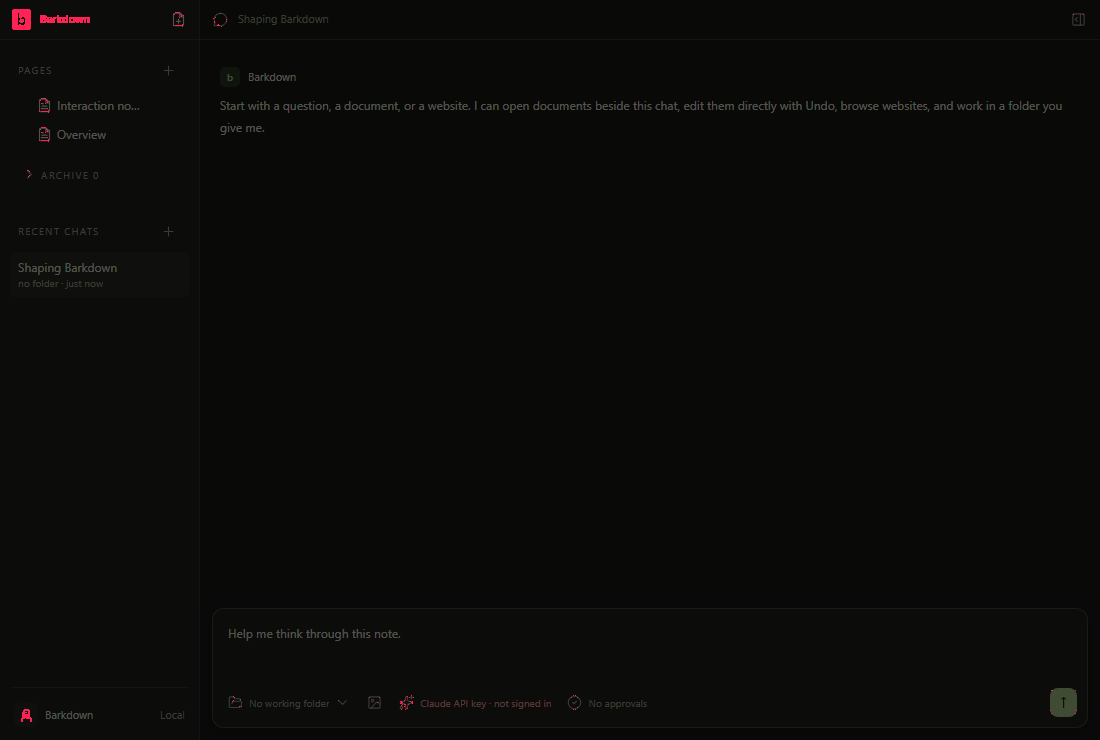 b Barkdown
PAGES
Interaction no...
Overview
ARCHIVE 0
RECENT CHATS
Shaping Barkdown
no folder · just now
Barkdown Local
Shaping Barkdown
b Barkdown
Start with a question, a document, or a website. I can open documents beside this chat, edit them directly with Undo, browse websites, and work in a folder you
give me.
Help me think through this note.
No working folder Claude API key · not signed in No approvals